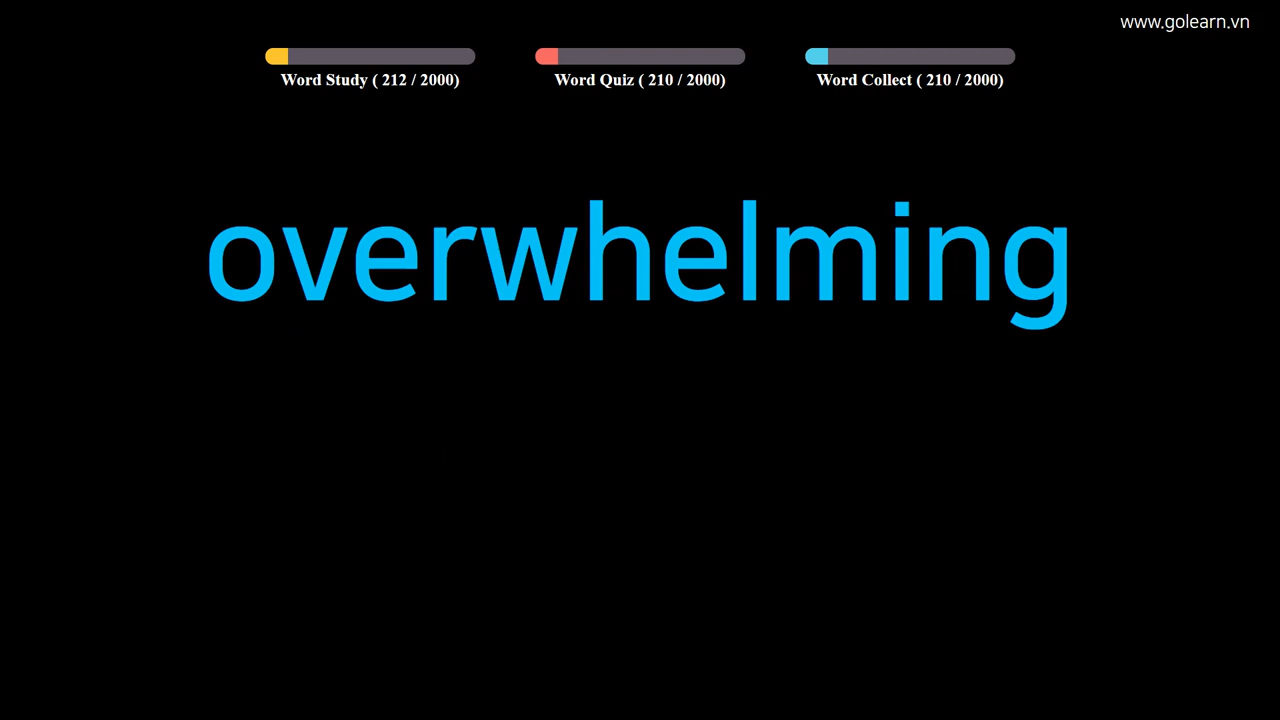 www.golearn.vn
Word Study ( 212 / 2000)
Word Quiz ( 210 / 2000)
Word Collect ( 210 / 2000)
overwhelming